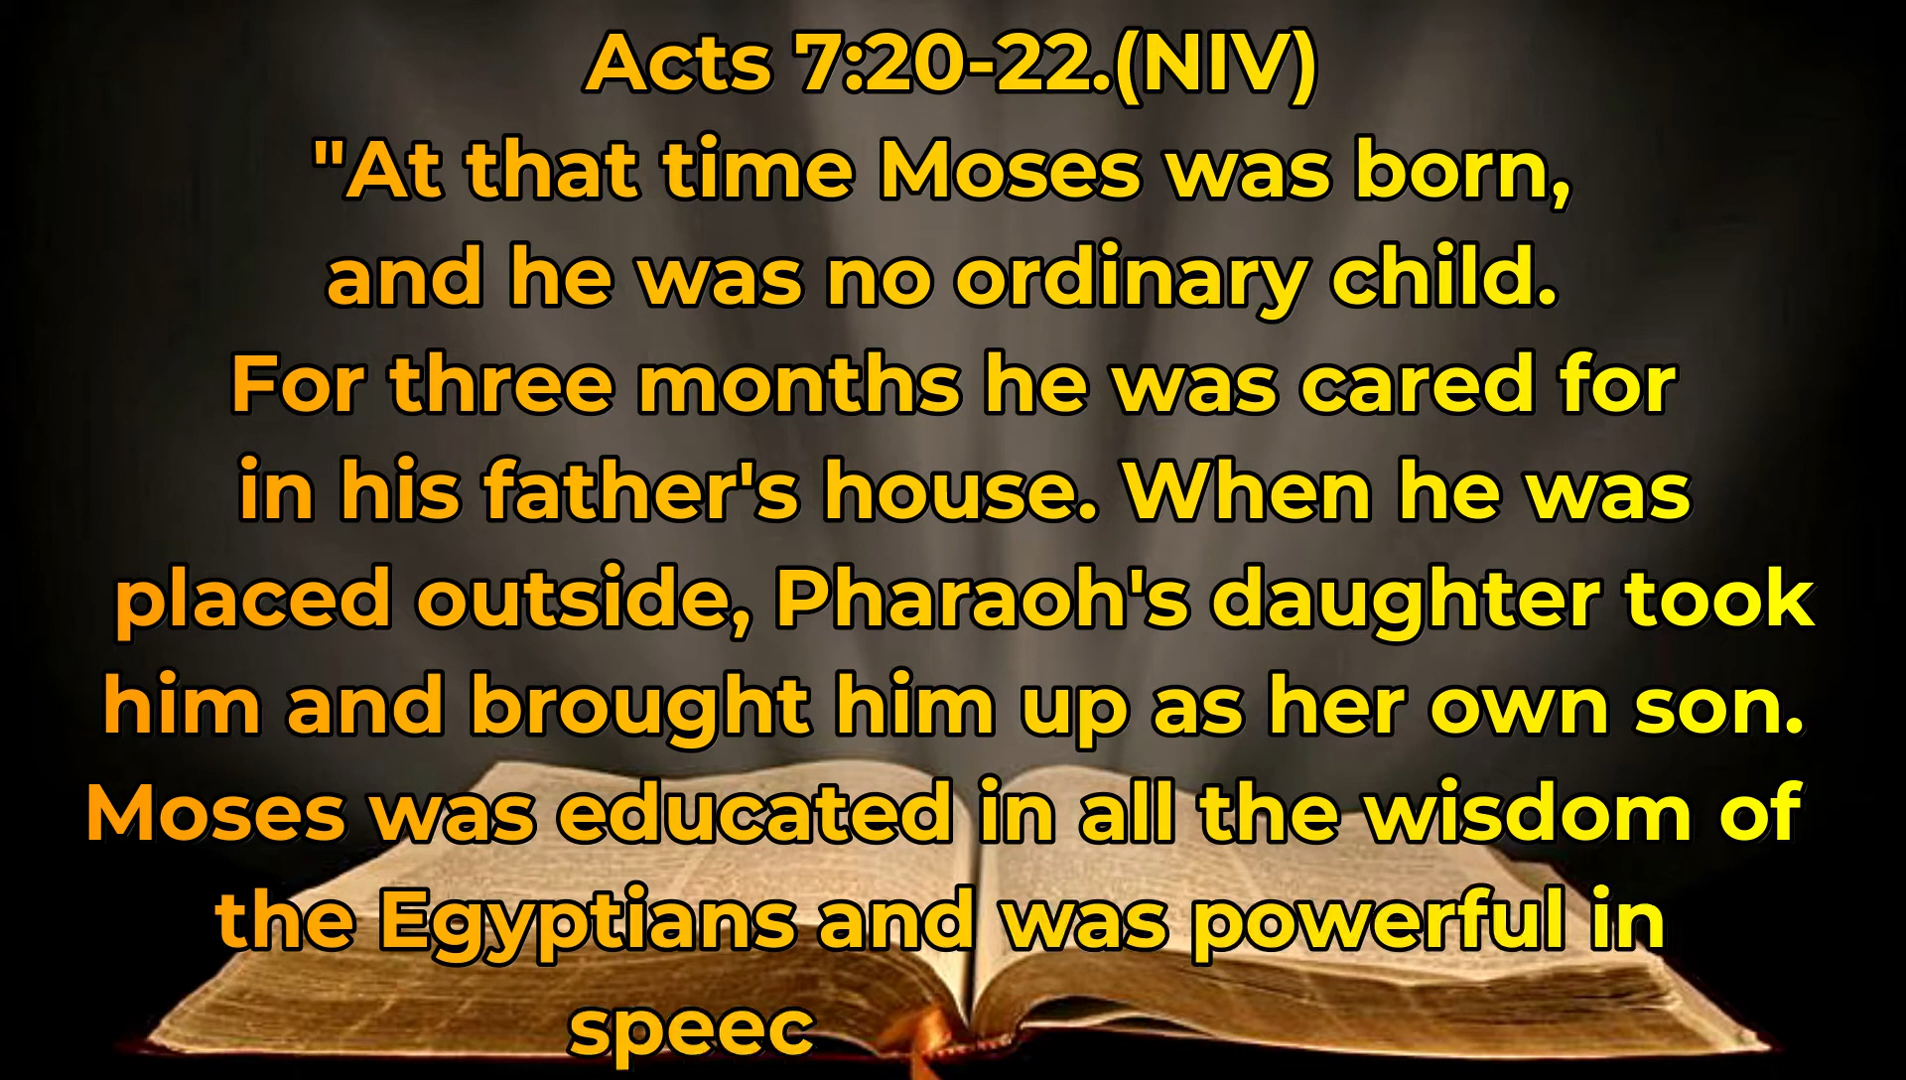 Acts 7:20-22.(NIV)
"At that time Moses was born,
and he was no ordinary child.
For three months he was cared for
in his father's house. When he was
placed outside, Pharaoh's daughter took
him and brought him up as her own son.
Moses was educated in all the wisdom of
the Egyptians and was powerful in
speec